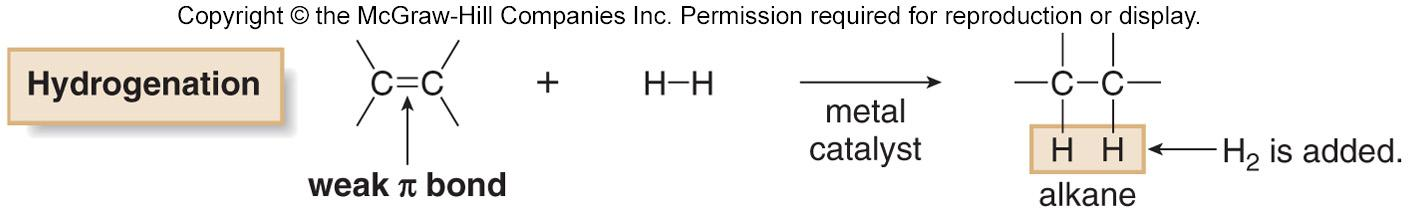 Copyright © the McGraw-Hill Companies Inc. Permission required for reproduction or display.
Hydrogenation
C=C
+
H—H
metal
catalyst
—C—C—
H H
H₂ is added.
weak π bond
alkane